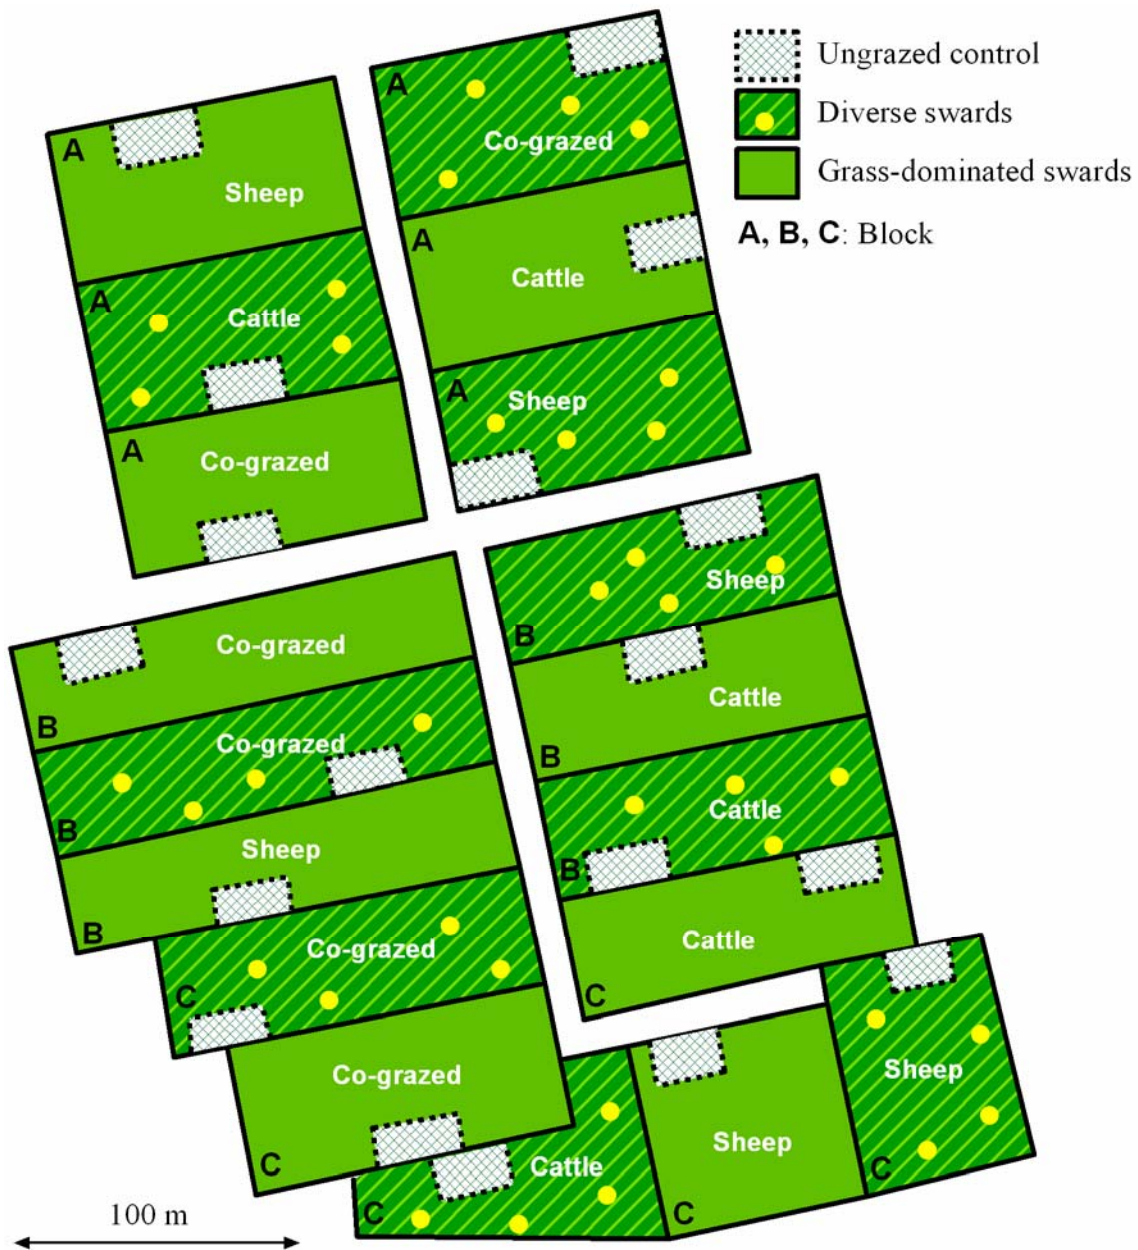 Ungrazed control
Diverse swards
Grass-dominated swards
A, B, C: Block
A
Sheep
A
Cattle
A
Co-grazed
A
Co-grazed
A
Cattle
A
Sheep
Co-grazed
B
Co-grazed
B
Sheep
B
Co-grazed
C
Co-grazed
C
Sheep
B
Cattle
B
Cattle
B
Cattle
C
Cattle
C
Sheep
C
Sheep
C
100 m